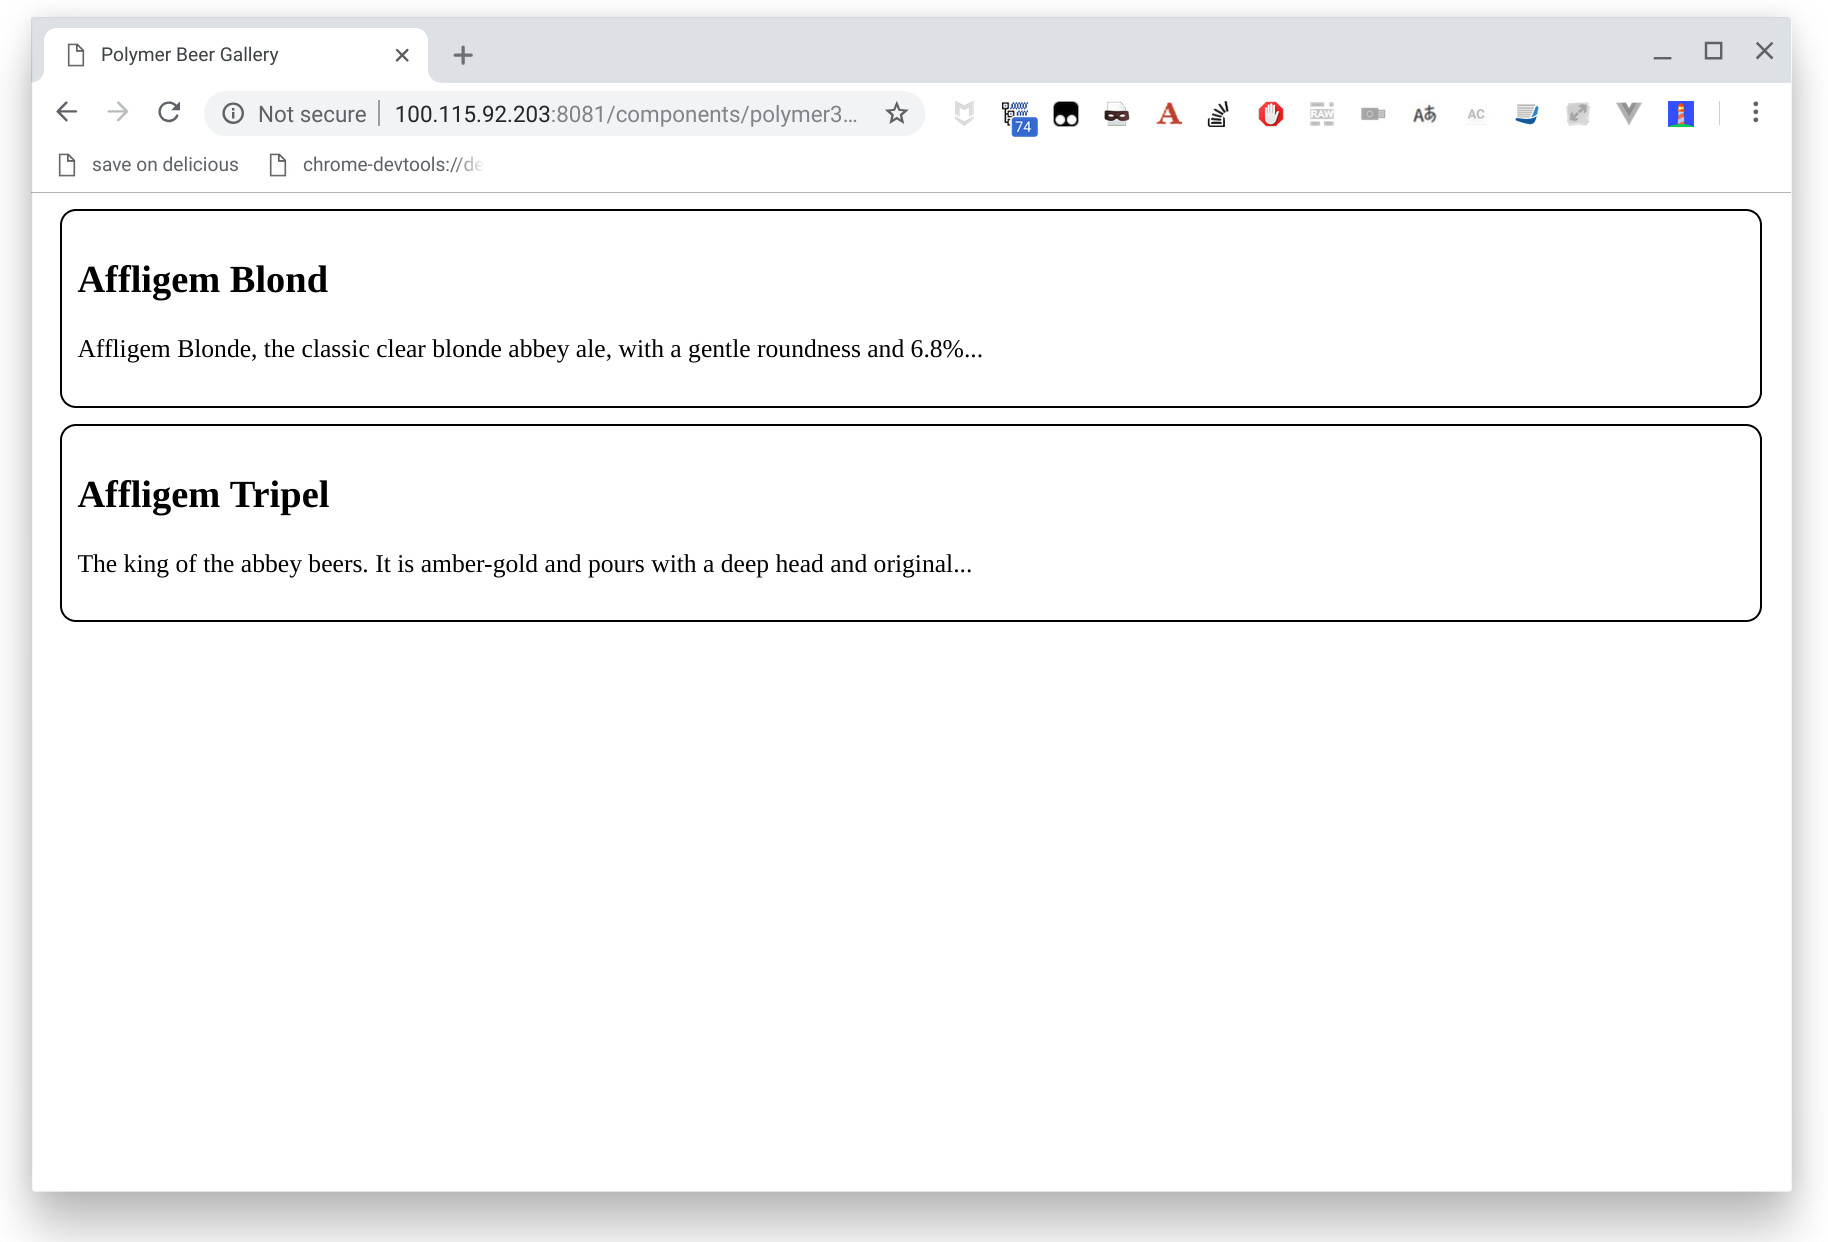 Polymer Beer Gallery
Not secure | 100.115.92.203:8081/components/polymer3...
74
A
RAW
Aあ
AC
save on delicious
chrome-devtools://de
Affligem Blond
Affligem Blonde, the classic clear blonde abbey ale, with a gentle roundness and 6.8%...
Affligem Tripel
The king of the abbey beers. It is amber-gold and pours with a deep head and original...